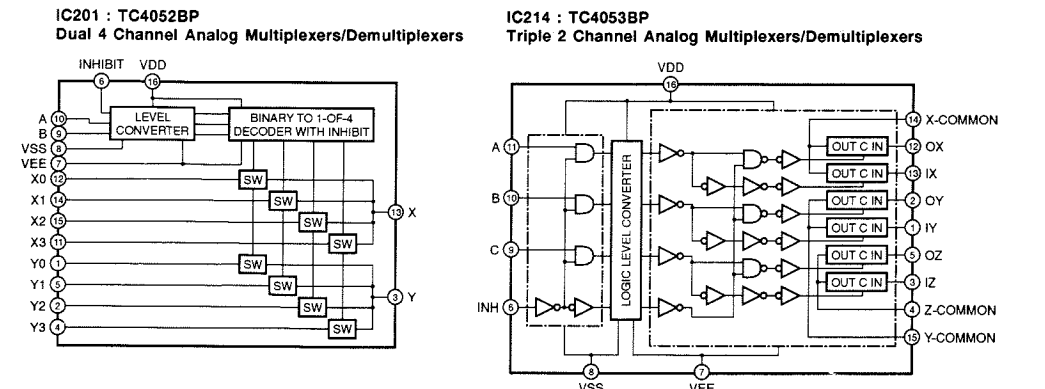 IC201 : TC4052BP
Dual 4 Channel Analog Multiplexers/Demultiplexers
INHIBIT VDD
6 16
A 10
B 9
VSS 8
VEE 7
X0 12
X1 14
X2 15
X3 11
Y0 1
Y1 5
Y2 2
Y3 4
LEVEL
CONVERTER
BINARY TO 1-OF-4
DECODER WITH INHIBIT
SW
SW
SW
SW
SW
SW
SW
SW
13 X
3 Y
IC214 : TC4053BP
Triple 2 Channel Analog Multiplexers/Demultiplexers
VDD
16
A 11
B 10
C 9
INH 6
LOGIC LEVEL CONVERTER
OUT C IN
OUT C IN
OUT C IN
OUT C IN
OUT C IN
OUT C IN
14 X-COMMON
12 OX
13 IX
2 OY
1 IY
5 OZ
3 IZ
4 Z-COMMON
15 Y-COMMON
8 7
VSS VEE